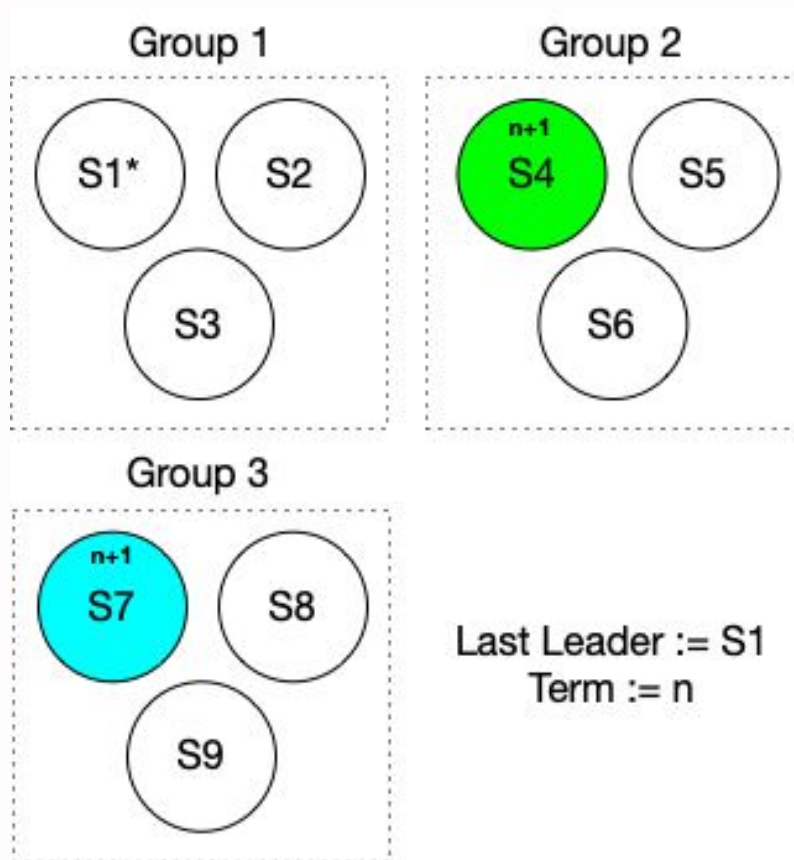 Group 1
Group 2
S1*
S2
n+1
S4
S5
S3
S6
Group 3
n+1
S7
S8
S9
Last Leader := S1
Term := n